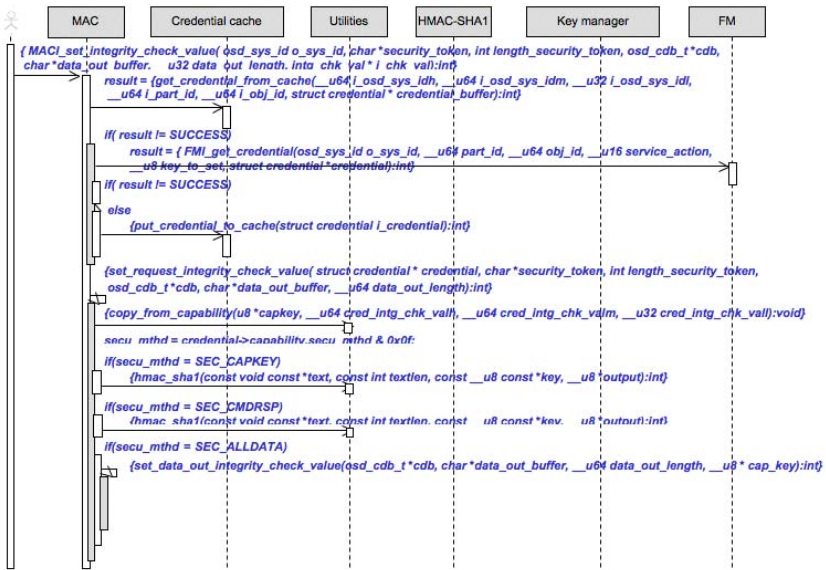 MAC
Credential cache
Utilities
HMAC-SHA1
Key manager
FM
{ MACI_set_integrity_check_value( osd_sys_id o_sys_id, char *security_token, int length_security_token, osd_cdb_t *cdb,
char *data_out_buffer, __u32 data_out_length, intg_chk_val * i_chk_val):int}
result = {get_credential_from_cache(__u64 i_osd_sys_idh, __u64 i_osd_sys_idm, __u32 i_osd_sys_idl,
__u64 i_part_id, __u64 i_obj_id, struct credential * credential_buffer):int}
if( result != SUCCESS)
result = { FMI_get_credential(osd_sys_id o_sys_id, __u64 part_id, __u64 obj_id, __u16 service_action,
__u8 key_to_set, struct credential *credential):int}
if( result != SUCCESS)
else
{put_credential_to_cache(struct credential i_credential):int}
{set_request_integrity_check_value( struct credential * credential, char *security_token, int length_security_token,
osd_cdb_t *cdb, char *data_out_buffer, __u64 data_out_length):int}
{copy_from_capability(u8 *capkey, __u64 cred_intg_chk_valh, __u64 cred_intg_chk_valm, __u32 cred_intg_chk_vall):void}
secu_mthd = credential->capability.secu_mthd & 0x0f;
if(secu_mthd = SEC_CAPKEY)
{hmac_sha1(const void const *text, const int textlen, const __u8 const *key, __u8 *output):int}
if(secu_mthd = SEC_CMDRSP)
{hmac_sha1(const void const *text, const int textlen, const __u8 const *key, __u8 *output):int}
if(secu_mthd = SEC_ALLDATA)
{set_data_out_integrity_check_value(osd_cdb_t *cdb, char *data_out_buffer, __u64 data_out_length, __u8 * cap_key):int}